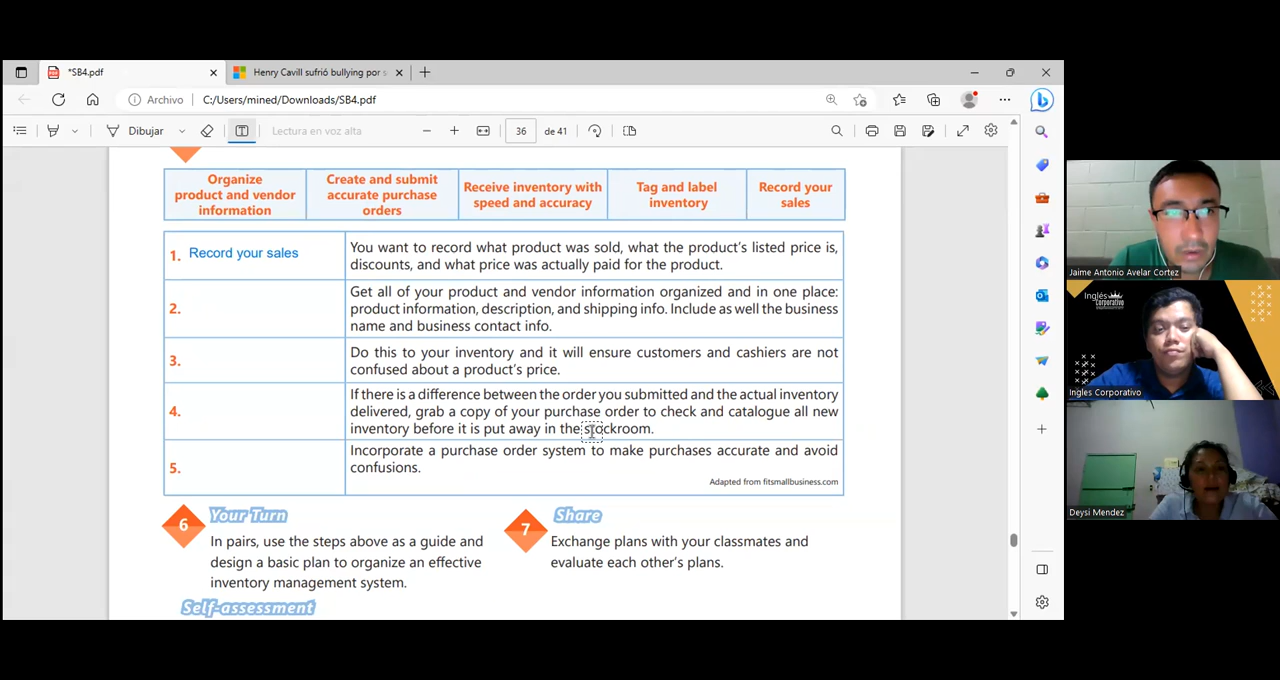 *SB4.pdf
Henry Cavill sufrió bullying por s
Archivo
C:/Users/mined/Downloads/SB4.pdf
Dibujar
Lectura en voz alta
36
de 41
Organize product and vendor information
Create and submit accurate purchase orders
Receive inventory with speed and accuracy
Tag and label inventory
Record your sales
1. Record your sales
You want to record what product was sold, what the product's listed price is,
discounts, and what price was actually paid for the product.
2.
Get all of your product and vendor information organized and in one place:
product information, description, and shipping info. Include as well the business
name and business contact info.
3.
Do this to your inventory and it will ensure customers and cashiers are not
confused about a product's price.
4.
If there is a difference between the order you submitted and the actual inventory
delivered, grab a copy of your purchase order to check and catalogue all new
inventory before it is put away in the stockroom.
5.
Incorporate a purchase order system to make purchases accurate and avoid
confusions.
Adapted from fitsmallbusiness.com
6
Your Turn
In pairs, use the steps above as a guide and
design a basic plan to organize an effective
inventory management system.
7
Share
Exchange plans with your classmates and
evaluate each other's plans.
Self-assessment
Jaime Antonio Avelar Cortez
Inglés
Corporativo
Ingles Corporativo
Deysi Mendez